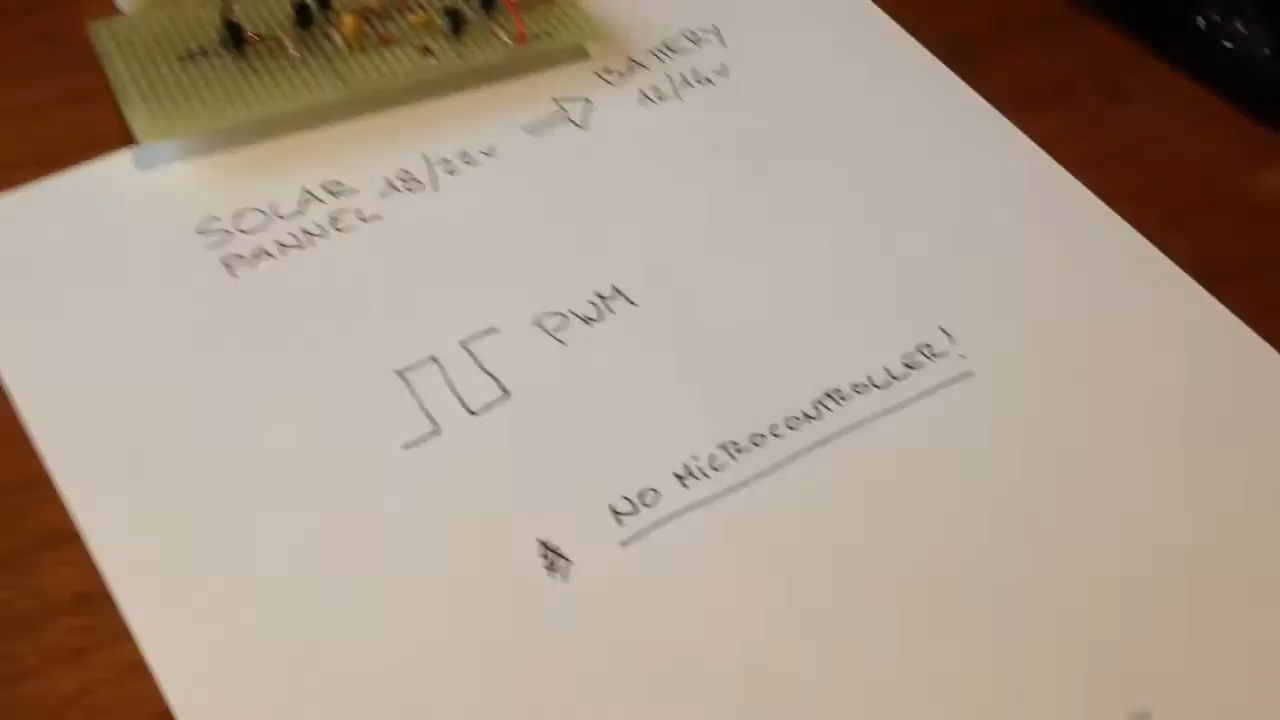 SOLAR 18/22v
PANNEL
BATTERY
12/14v
PWM
NO MICROCONTROLLER!